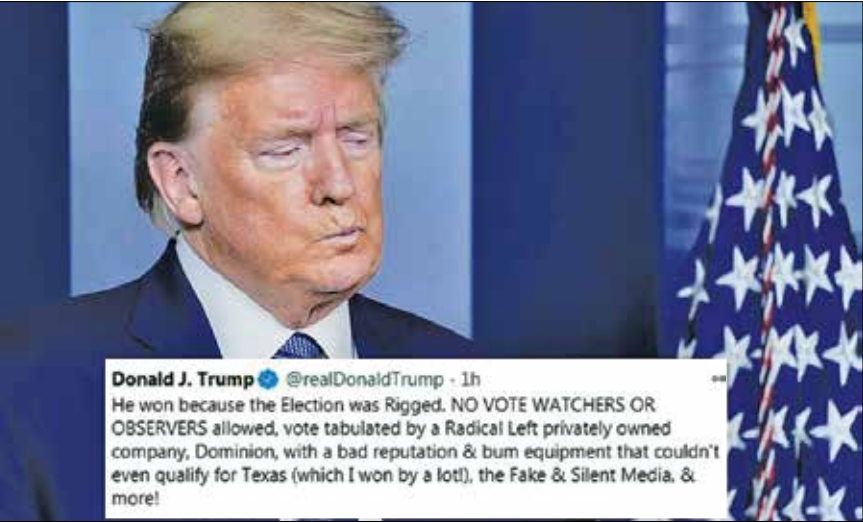 Donald J. Trump @realDonaldTrump · 1h
He won because the Election was Rigged. NO VOTE WATCHERS OR
OBSERVERS allowed, vote tabulated by a Radical Left privately owned
company, Dominion, with a bad reputation & bum equipment that couldn't
even qualify for Texas (which I won by a lot!), the Fake & Silent Media, &
more!